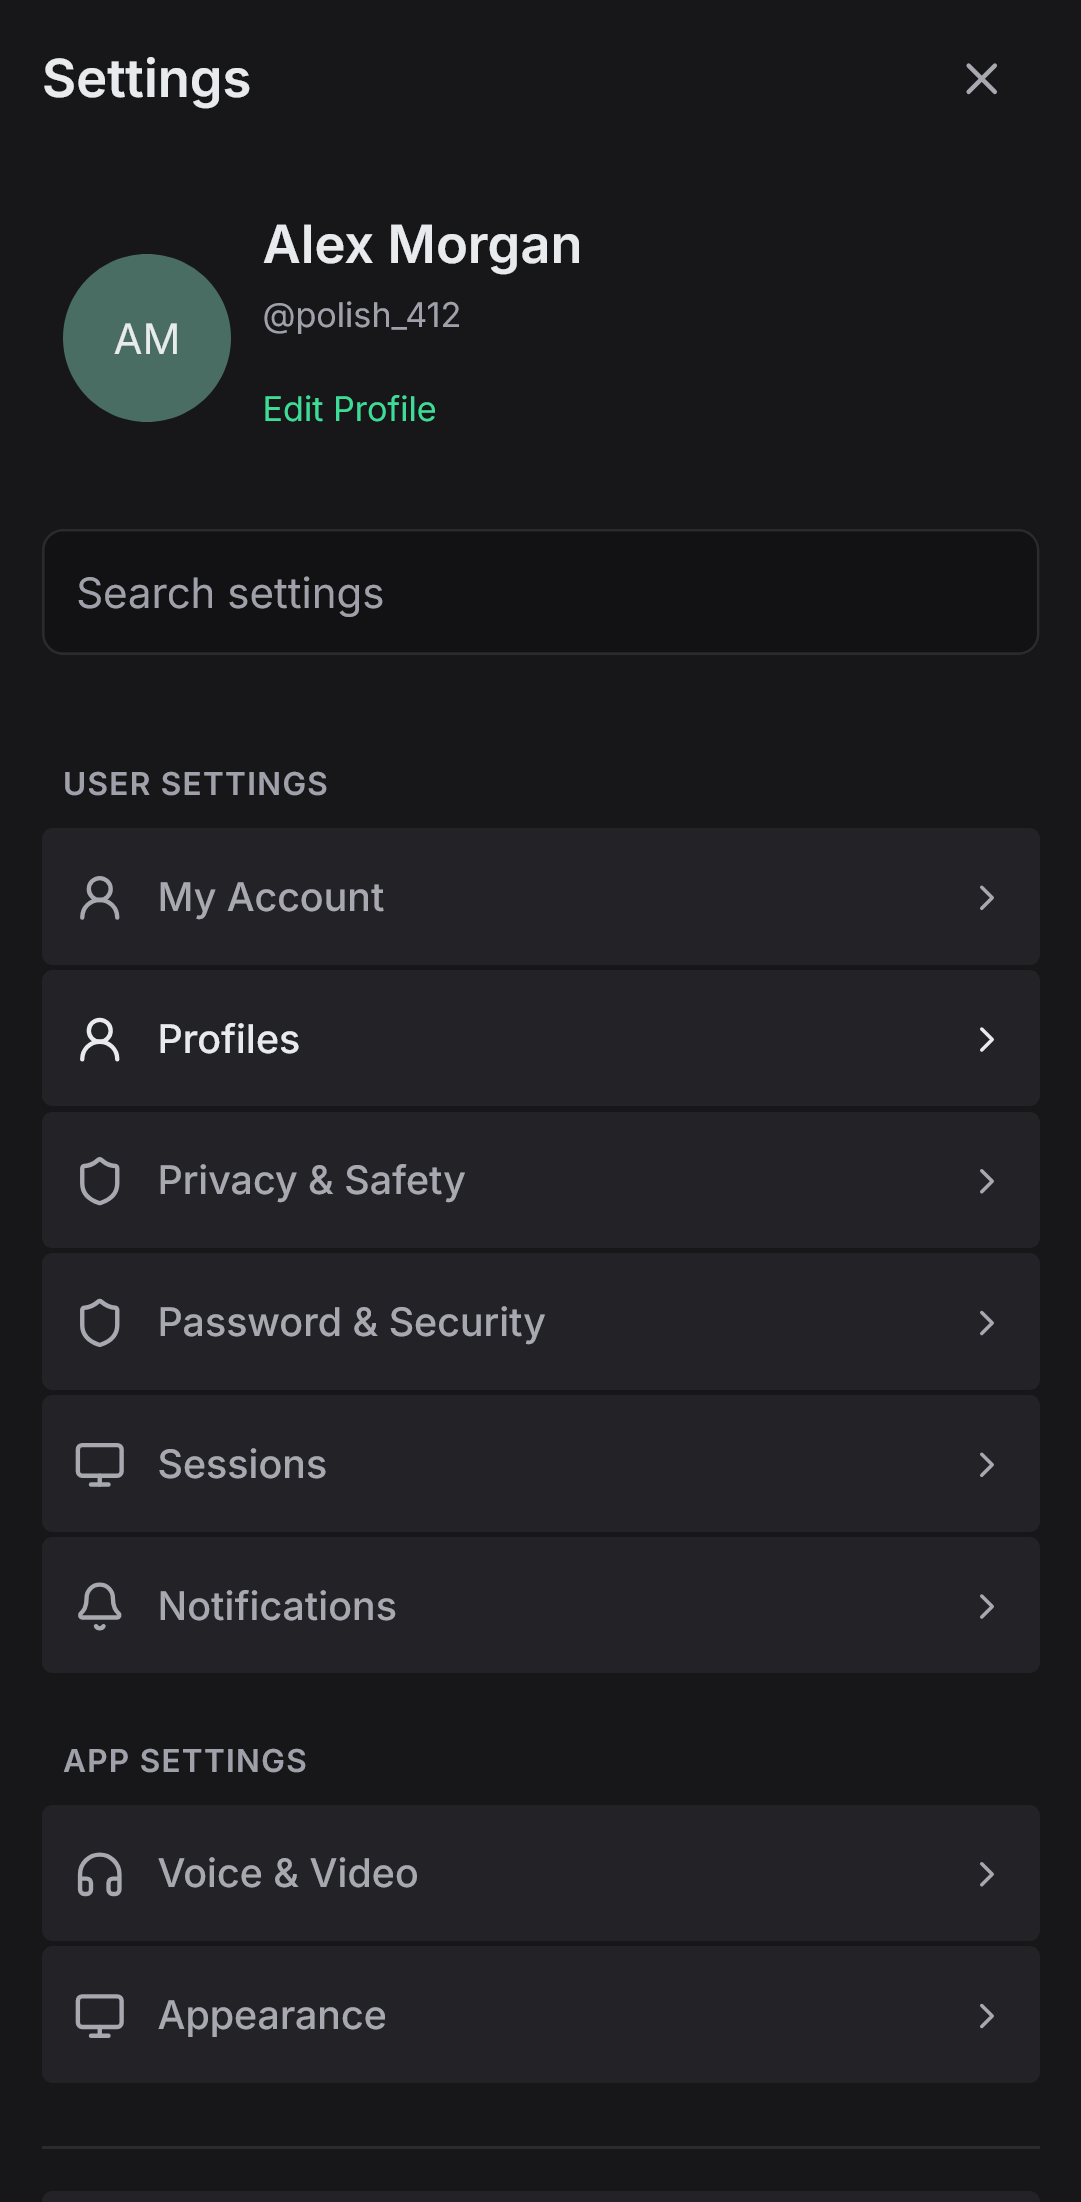 Settings
Alex Morgan
AM
@polish_412
Edit Profile
Search settings
USER SETTINGS
My Account
Profiles
Privacy & Safety
Password & Security
Sessions
Notifications
APP SETTINGS
Voice & Video
Appearance